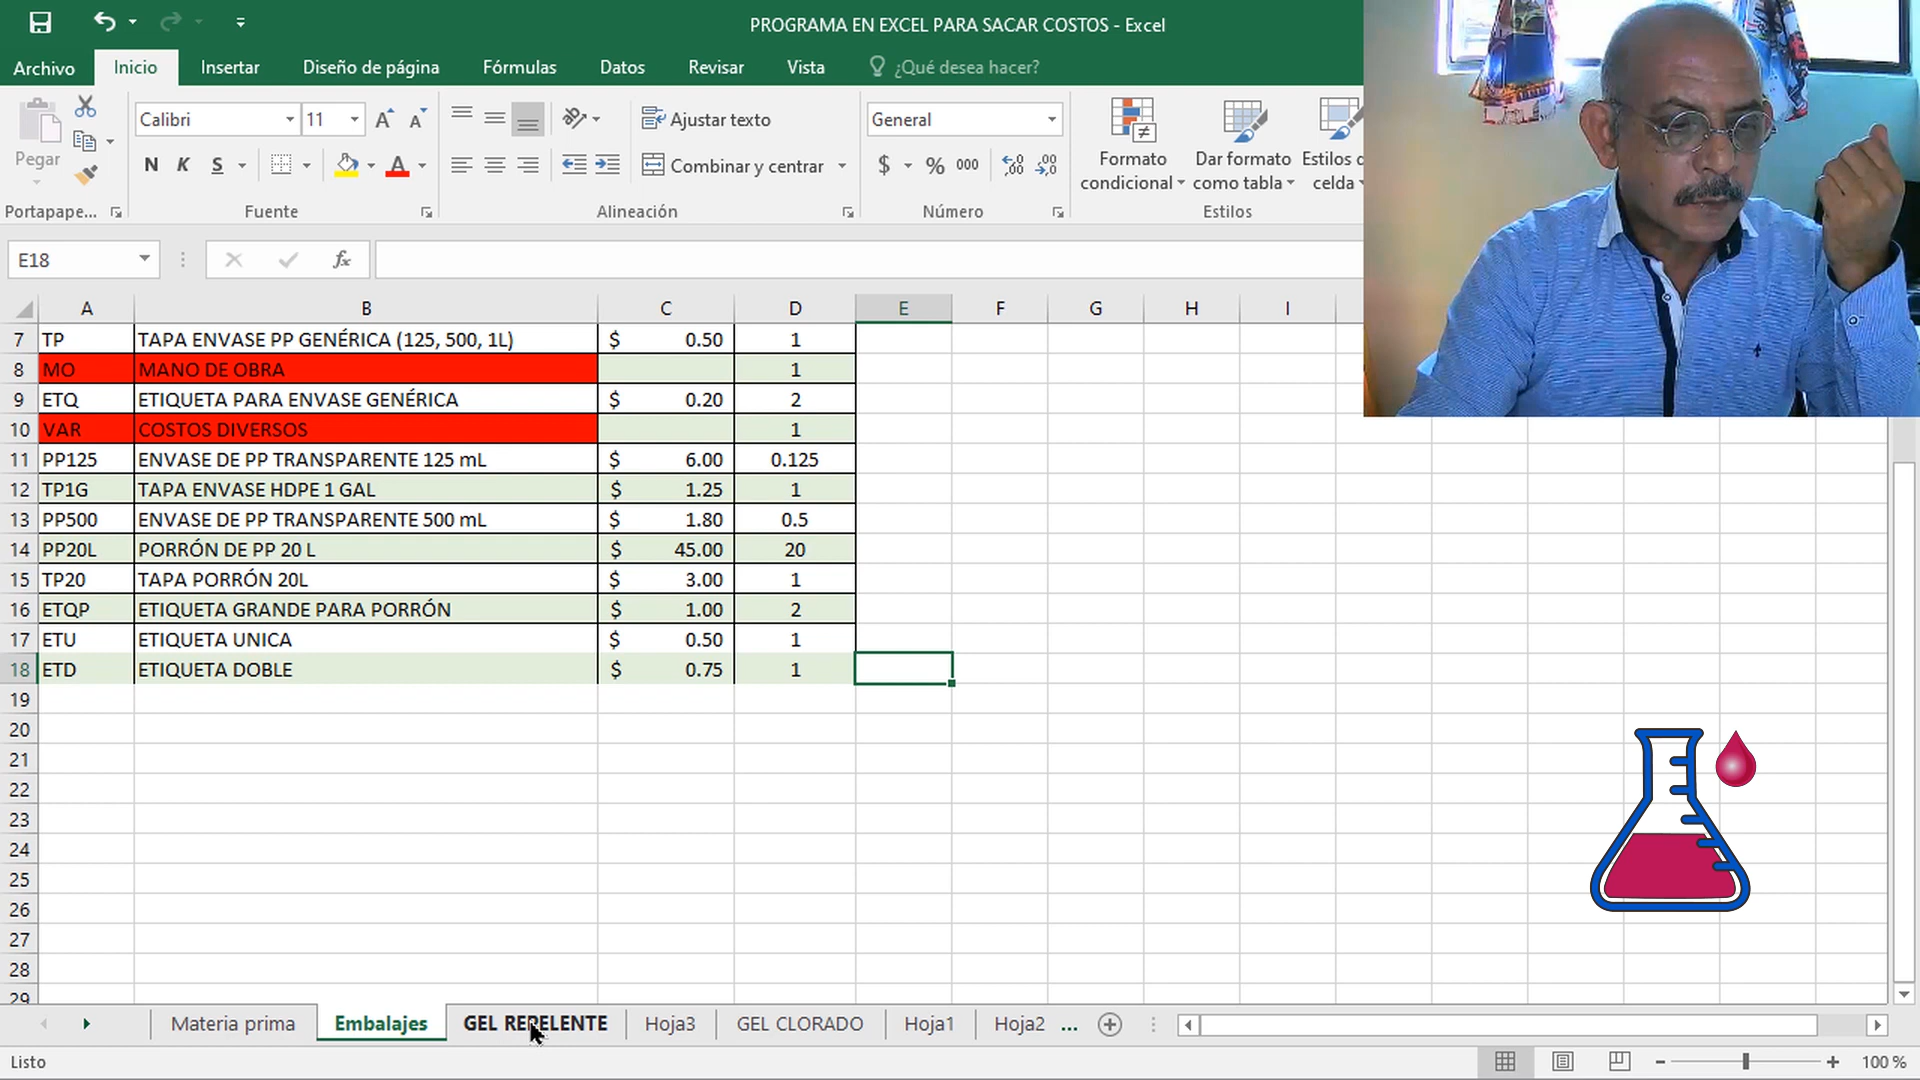 PROGRAMA EN EXCEL PARA SACAR COSTOS - Excel
Archivo Inicio Insertar Diseño de página Fórmulas Datos Revisar Vista ¿Qué desea hacer?
Calibri 11 Ajustar texto General
Pegar N K S Combinar y centrar $ % 000 Formato condicional Dar formato como tabla Estilos d celda
Portapape... Fuente Alineación Número Estilos
E18 fx
A B C D E F G H I
7 TP TAPA ENVASE PP GENÉRICA (125, 500, 1L) $ 0.50 1
8 MO MANO DE OBRA 1
9 ETQ ETIQUETA PARA ENVASE GENÉRICA $ 0.20 2
10 VAR COSTOS DIVERSOS 1
11 PP125 ENVASE DE PP TRANSPARENTE 125 mL $ 6.00 0.125
12 TP1G TAPA ENVASE HDPE 1 GAL $ 1.25 1
13 PP500 ENVASE DE PP TRANSPARENTE 500 mL $ 1.80 0.5
14 PP20L PORRÓN DE PP 20 L $ 45.00 20
15 TP20 TAPA PORRÓN 20L $ 3.00 1
16 ETQP ETIQUETA GRANDE PARA PORRÓN $ 1.00 2
17 ETU ETIQUETA UNICA $ 0.50 1
18 ETD ETIQUETA DOBLE $ 0.75 1
19
20
21
22
23
24
25
26
27
28
29
Materia prima Embalajes GEL REPELENTE Hoja3 GEL CLORADO Hoja1 Hoja2 ...
Listo 100 %